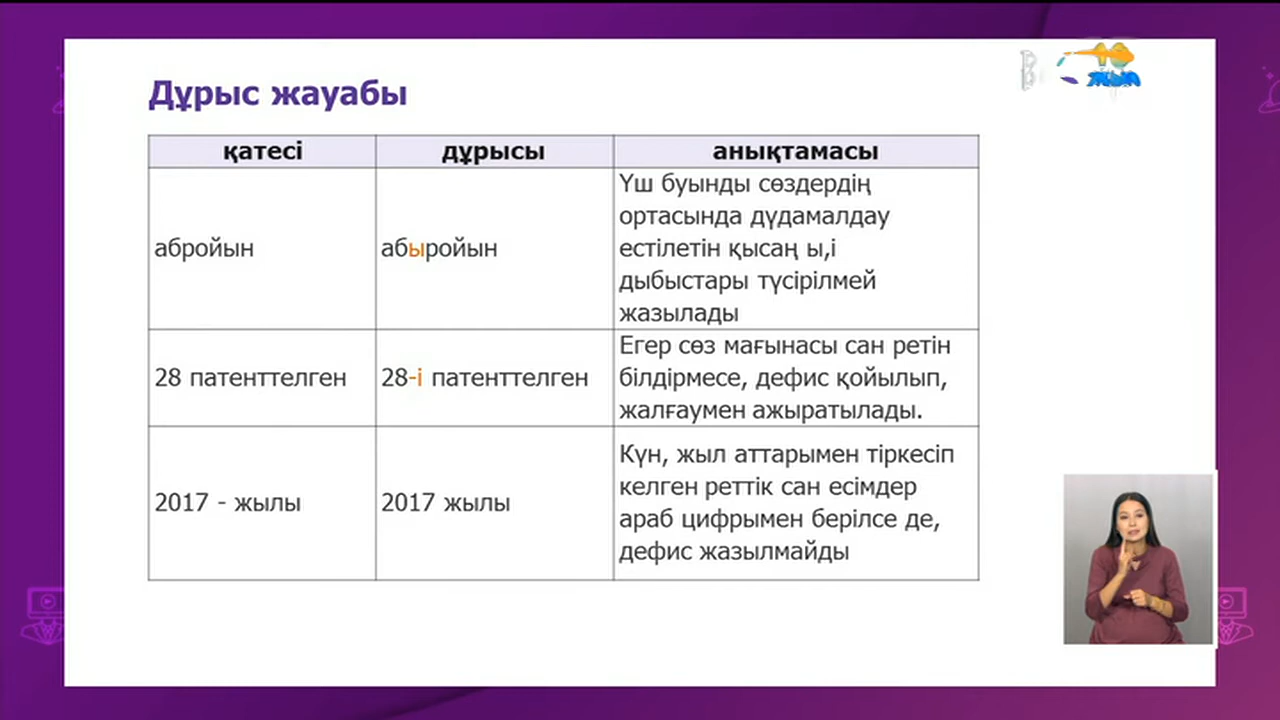 Дұрыс жауабы
қатесі дұрысы анықтамасы
абройын
абыройын
Үш буынды сөздердің
ортасында дүдамалдау
естілетін қысаң ы,і
дыбыстары түсірілмей
жазылады
28 патенттелген
28-і патенттелген
Егер сөз мағынасы сан ретін
білдірмесе, дефис қойылып,
жалғаумен ажыратылады.
2017 - жылы
2017 жылы
Күн, жыл аттарымен тіркесіп
келген реттік сан есімдер
араб цифрымен берілсе де,
дефис жазылмайды
10
жыл